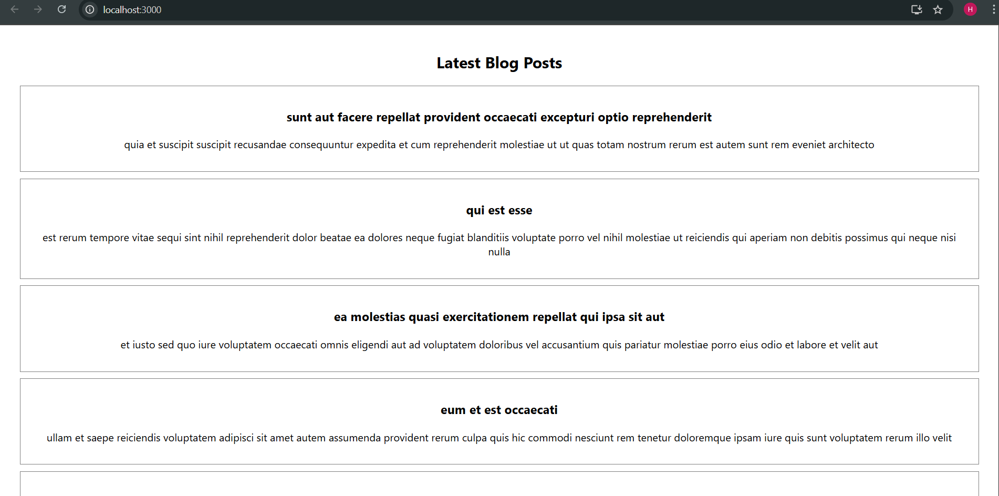 localhost:3000
H
Latest Blog Posts
sunt aut facere repellat provident occaecati excepturi optio reprehenderit
quia et suscipit suscipit recusandae consequuntur expedita et cum reprehenderit molestiae ut ut quas totam nostrum rerum est autem sunt rem eveniet architecto
qui est esse
est rerum tempore vitae sequi sint nihil reprehenderit dolor beatae ea dolores neque fugiat blanditiis voluptate porro vel nihil molestiae ut reiciendis qui aperiam non debitis possimus qui neque nisi
nulla
ea molestias quasi exercitationem repellat qui ipsa sit aut
et iusto sed quo iure voluptatem occaecati omnis eligendi aut ad voluptatem doloribus vel accusantium quis pariatur molestiae porro eius odio et labore et velit aut
eum et est occaecati
ullam et saepe reiciendis voluptatem adipisci sit amet autem assumenda provident rerum culpa quis hic commodi nesciunt rem tenetur doloremque ipsam iure quis sunt voluptatem rerum illo velit